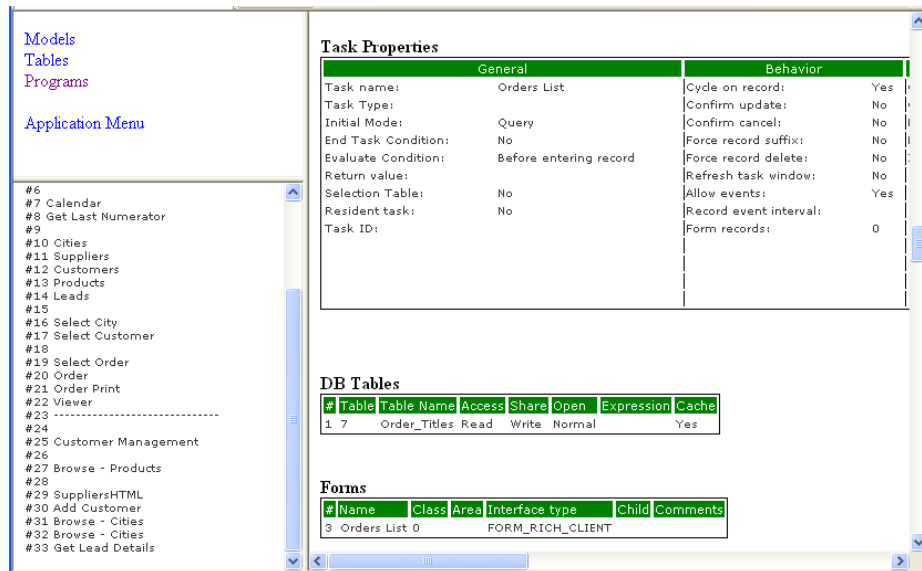 Models
Tables
Programs
Application Menu
#6
#7 Calendar
#8 Get Last Numerator
#9
#10 Cities
#11 Suppliers
#12 Customers
#13 Products
#14 Leads
#15
#16 Select City
#17 Select Customer
#18
#19 Select Order
#20 Order
#21 Order Print
#22 Viewer
#23 -----------------------------
#24
#25 Customer Management
#26
#27 Browse - Products
#28
#29 SuppliersHTML
#30 Add Customer
#31 Browse - Cities
#32 Browse - Cities
#33 Get Lead Details
Task Properties
General Behavior
Task name: Orders List Cycle on record: Yes
Task Type: Confirm update: No
Initial Mode: Query Confirm cancel: No
End Task Condition: No Force record suffix: No
Evaluate Condition: Before entering record Force record delete: No
Return value: Refresh task window: No
Selection Table: No Allow events: Yes
Resident task: No Record event interval:
Task ID: Form records: 0
DB Tables
# Table Table Name Access Share Open Expression Cache
1 7 Order_Titles Read Write Normal Yes
Forms
# Name Class Area Interface type Child Comments
3 Orders List 0 FORM_RICH_CLIENT